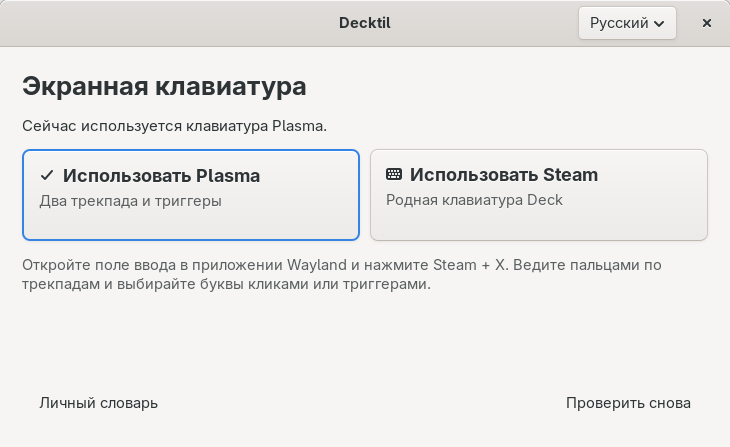 Decktil
Русский
Экранная клавиатура
Сейчас используется клавиатура Plasma.
Использовать Plasma
Два трекпада и триггеры
Использовать Steam
Родная клавиатура Deck
Откройте поле ввода в приложении Wayland и нажмите Steam + X. Ведите пальцами по
трекпадам и выбирайте буквы кликами или триггерами.
Личный словарь
Проверить снова